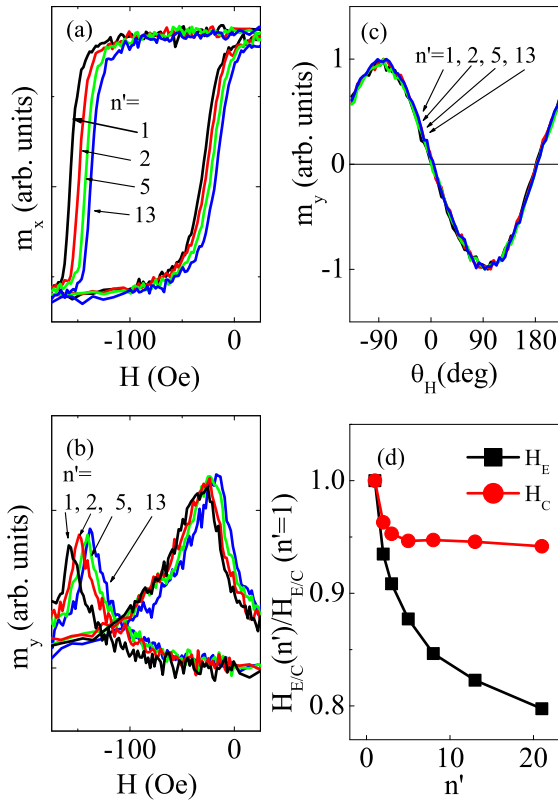 (a)
n'=
1
2
5
13
m_x (arb. units)
-100 0
H (Oe)
(c)
n'=1, 2, 5, 13
1
0
-1
m_y (arb. units)
-90 0 90 180
θ_H(deg)
(b)
n'=
1, 2, 5, 13
m_y (arb. units)
-100 0
H (Oe)
(d)
H_E
H_C
1.0
0.9
0.8
H_E/C(n')/H_E/C (n'=1)
0 10 20
n'